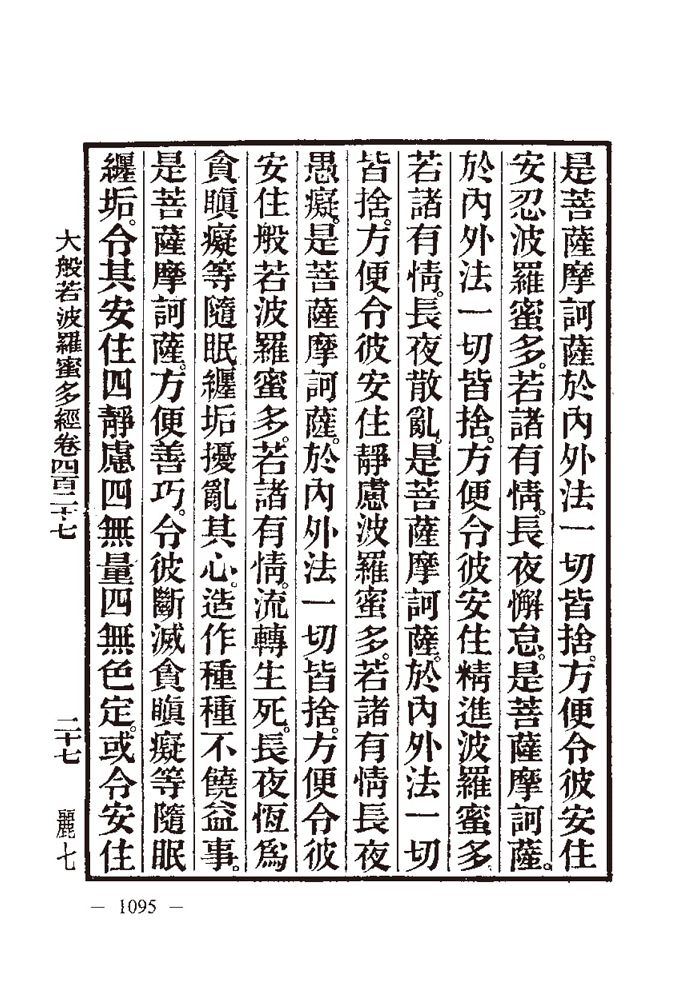 是菩薩摩訶薩於內外法一切皆捨。方便令彼安住
安忍波羅蜜多。若諸有情。長夜懈怠。是菩薩摩訶薩。
於內外法一切皆捨。方便令彼安住精進波羅蜜多
若諸有情。長夜散亂。是菩薩摩訶薩。於內外法一切
皆捨。方便令彼安住靜慮波羅蜜多。若諸有情長夜
愚癡。是菩薩摩訶薩。於內外法一切皆捨。方便令彼
安住般若波羅蜜多。若諸有情。流轉生死。長夜恆為
貪瞋癡等隨眠纏垢擾亂其心。造作種種不饒益事。
是菩薩摩訶薩。方便善巧。令彼斷滅貪瞋癡等隨眠
纏垢。令其安住四靜慮四無量四無色定。或令安住
大般若波羅蜜多經卷四百二十七 二十七 麗七
— 1095 —